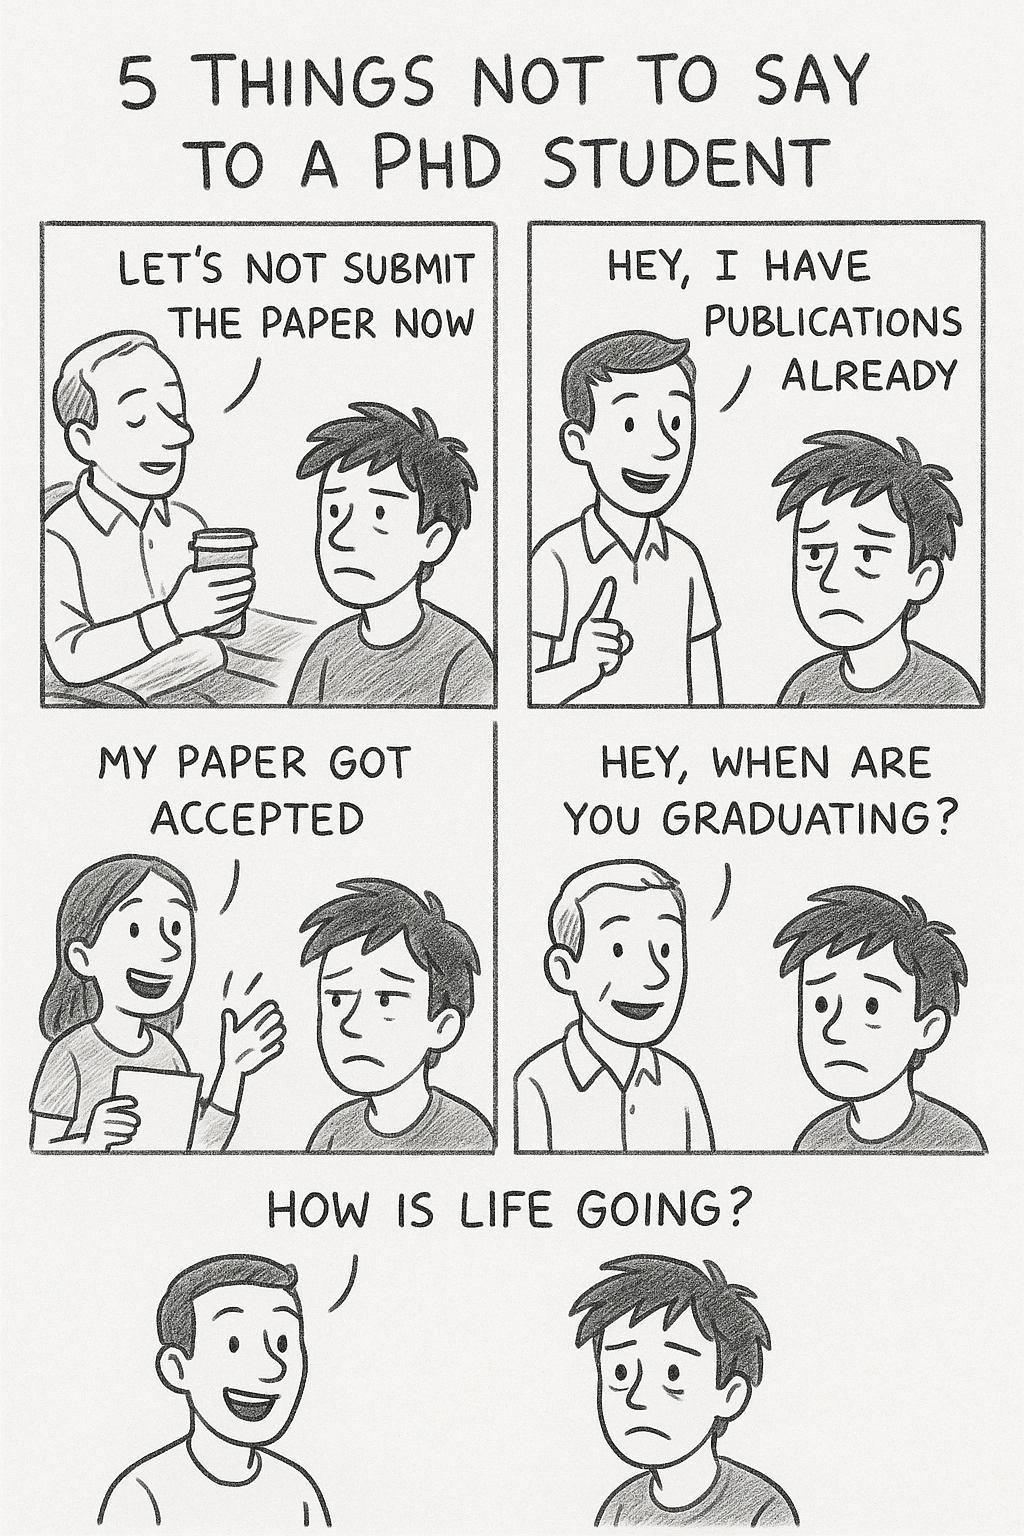 5 THINGS NOT TO SAY
TO A PHD STUDENT
LET'S NOT SUBMIT
THE PAPER NOW
HEY, I HAVE
PUBLICATIONS
ALREADY
MY PAPER GOT
ACCEPTED
HEY, WHEN ARE
YOU GRADUATING?
HOW IS LIFE GOING?